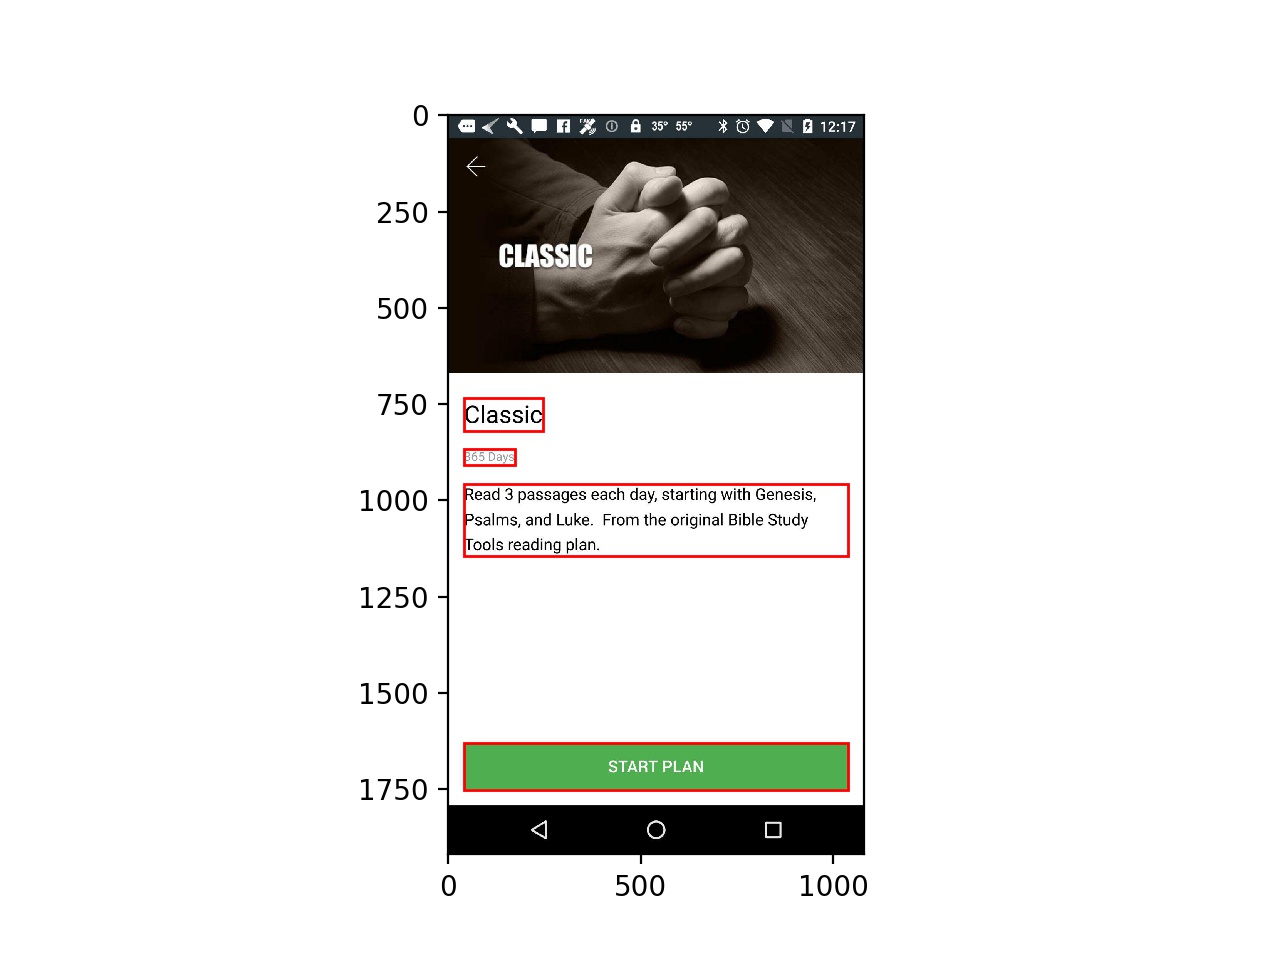 0
250
500
750
1000
1250
1500
1750
0 500 1000
35° 55° 12:17
CLASSIC
Classic
365 Days
Read 3 passages each day, starting with Genesis,
Psalms, and Luke.  From the original Bible Study
Tools reading plan.
START PLAN